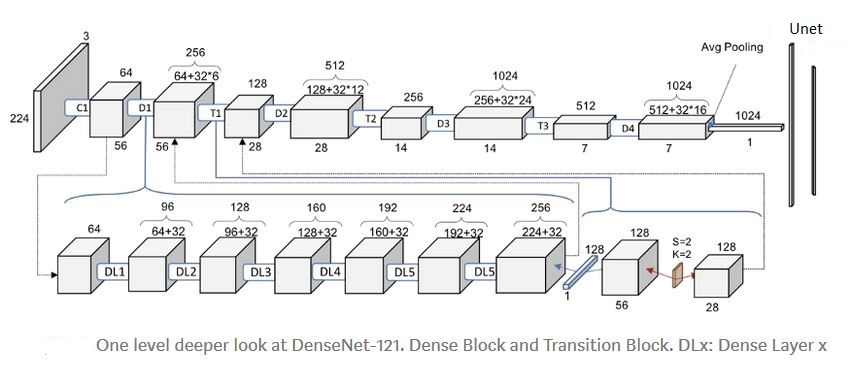 Unet
3
Avg Pooling
256
512
1024
1024
64
64+32*6
128
128+32*12
256
256+32*24
512
512+32*16
1024
224
C1
D1
T1
D2
T2
D3
T3
D4
56
56
28
28
14
14
7
7
1
96
128
160
192
224
256
64
64+32
96+32
128+32
160+32
192+32
224+32
128
128
S=2
K=2
128
DL1
DL2
DL3
DL4
DL5
DL5
1
56
28
One level deeper look at DenseNet-121. Dense Block and Transition Block. DLx: Dense Layer x